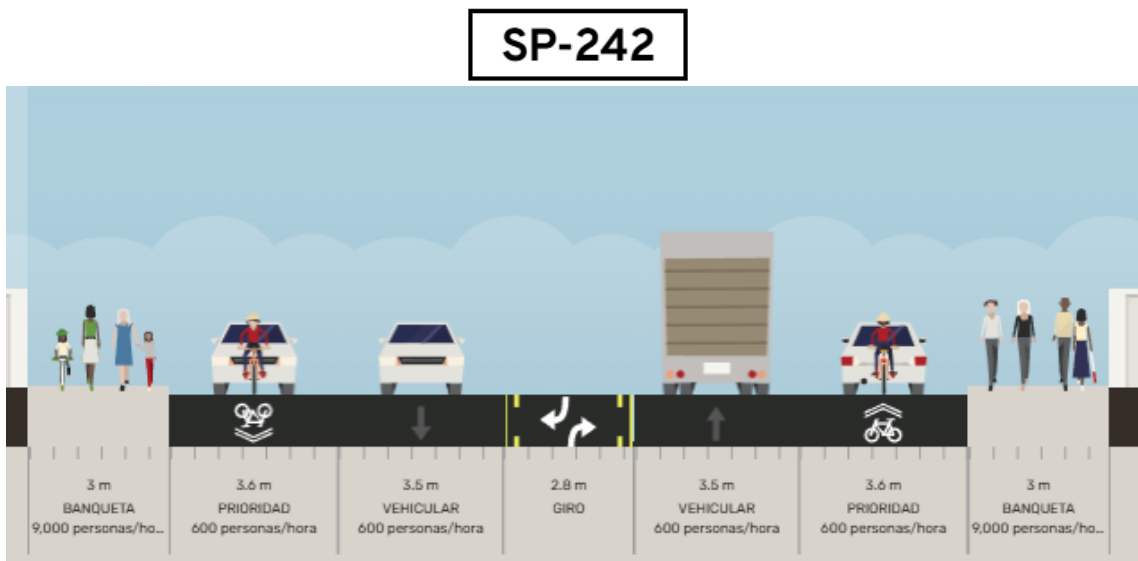 SP-242
3 m
BANQUETA
9,000 personas/ho...
3.6 m
PRIORIDAD
600 personas/hora
3.5 m
VEHICULAR
600 personas/hora
2.8 m
GIRO
3.5 m
VEHICULAR
600 personas/hora
3.6 m
PRIORIDAD
600 personas/hora
3 m
BANQUETA
9,000 personas/ho...